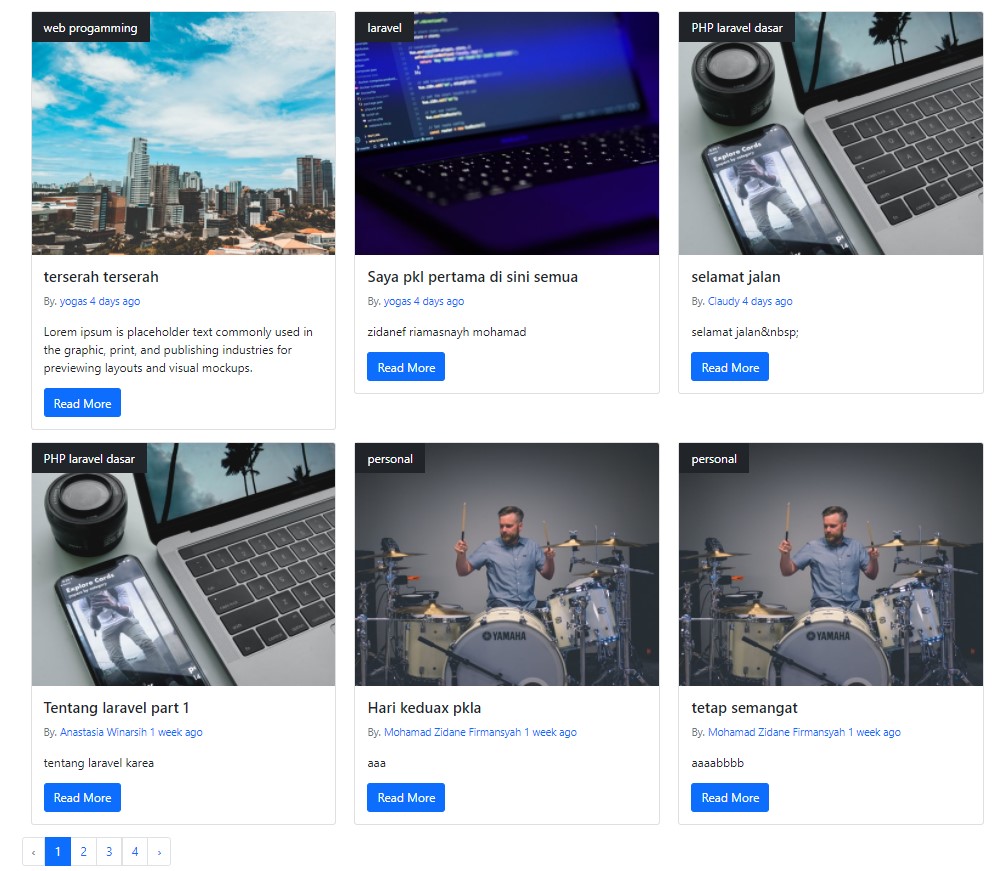 web progamming
laravel
PHP laravel dasar
Explore Cards
terserah terserah
By. yogas 4 days ago
Lorem ipsum is placeholder text commonly used in
the graphic, print, and publishing industries for
previewing layouts and visual mockups.
Read More
Saya pkl pertama di sini semua
By. yogas 4 days ago
zidanef riamasnayh mohamad
Read More
selamat jalan
By. Claudy 4 days ago
selamat jalan&nbsp;
Read More
PHP laravel dasar
Explore Cards
personal
YAMAHA
personal
YAMAHA
Tentang laravel part 1
By. Anastasia Winarsih 1 week ago
tentang laravel karea
Read More
Hari keduax pkla
By. Mohamad Zidane Firmansyah 1 week ago
aaa
Read More
tetap semangat
By. Mohamad Zidane Firmansyah 1 week ago
aaaabbbb
Read More
‹ 1 2 3 4 ›